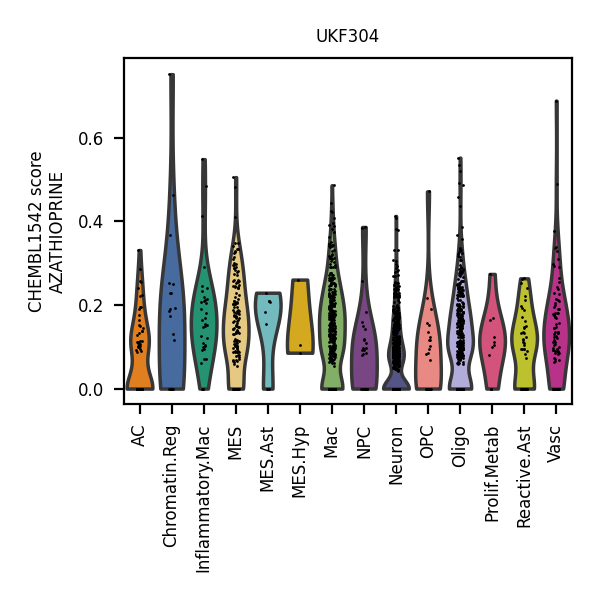 UKF304
CHEMBL1542 score
AZATHIOPRINE
0.6
0.4
0.2
0.0
AC
Chromatin.Reg
Inflammatory.Mac
MES
MES.Ast
MES.Hyp
Mac
NPC
Neuron
OPC
Oligo
Prolif.Metab
Reactive.Ast
Vasc